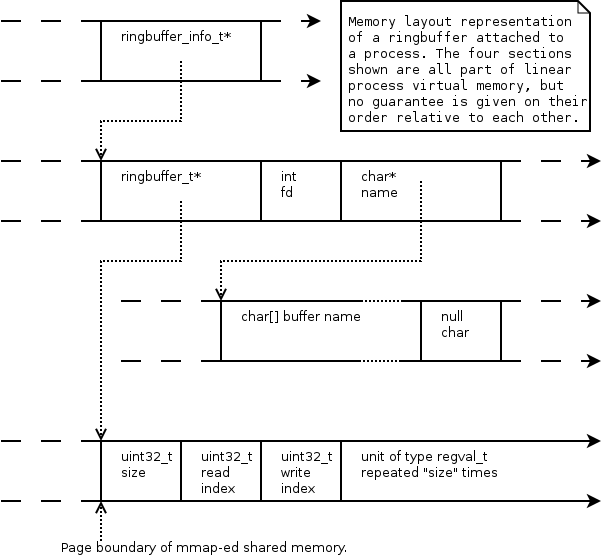 ringbuffer_info_t*
Memory layout representation
of a ringbuffer attached to
a process. The four sections
shown are all part of linear
process virtual memory, but
no guarantee is given on their
order relative to each other.
ringbuffer_t*
int
fd
char*
name
char[] buffer name
null
char
uint32_t
size
uint32_t
read
index
uint32_t
write
index
unit of type regval_t
repeated "size" times
Page boundary of mmap-ed shared memory.